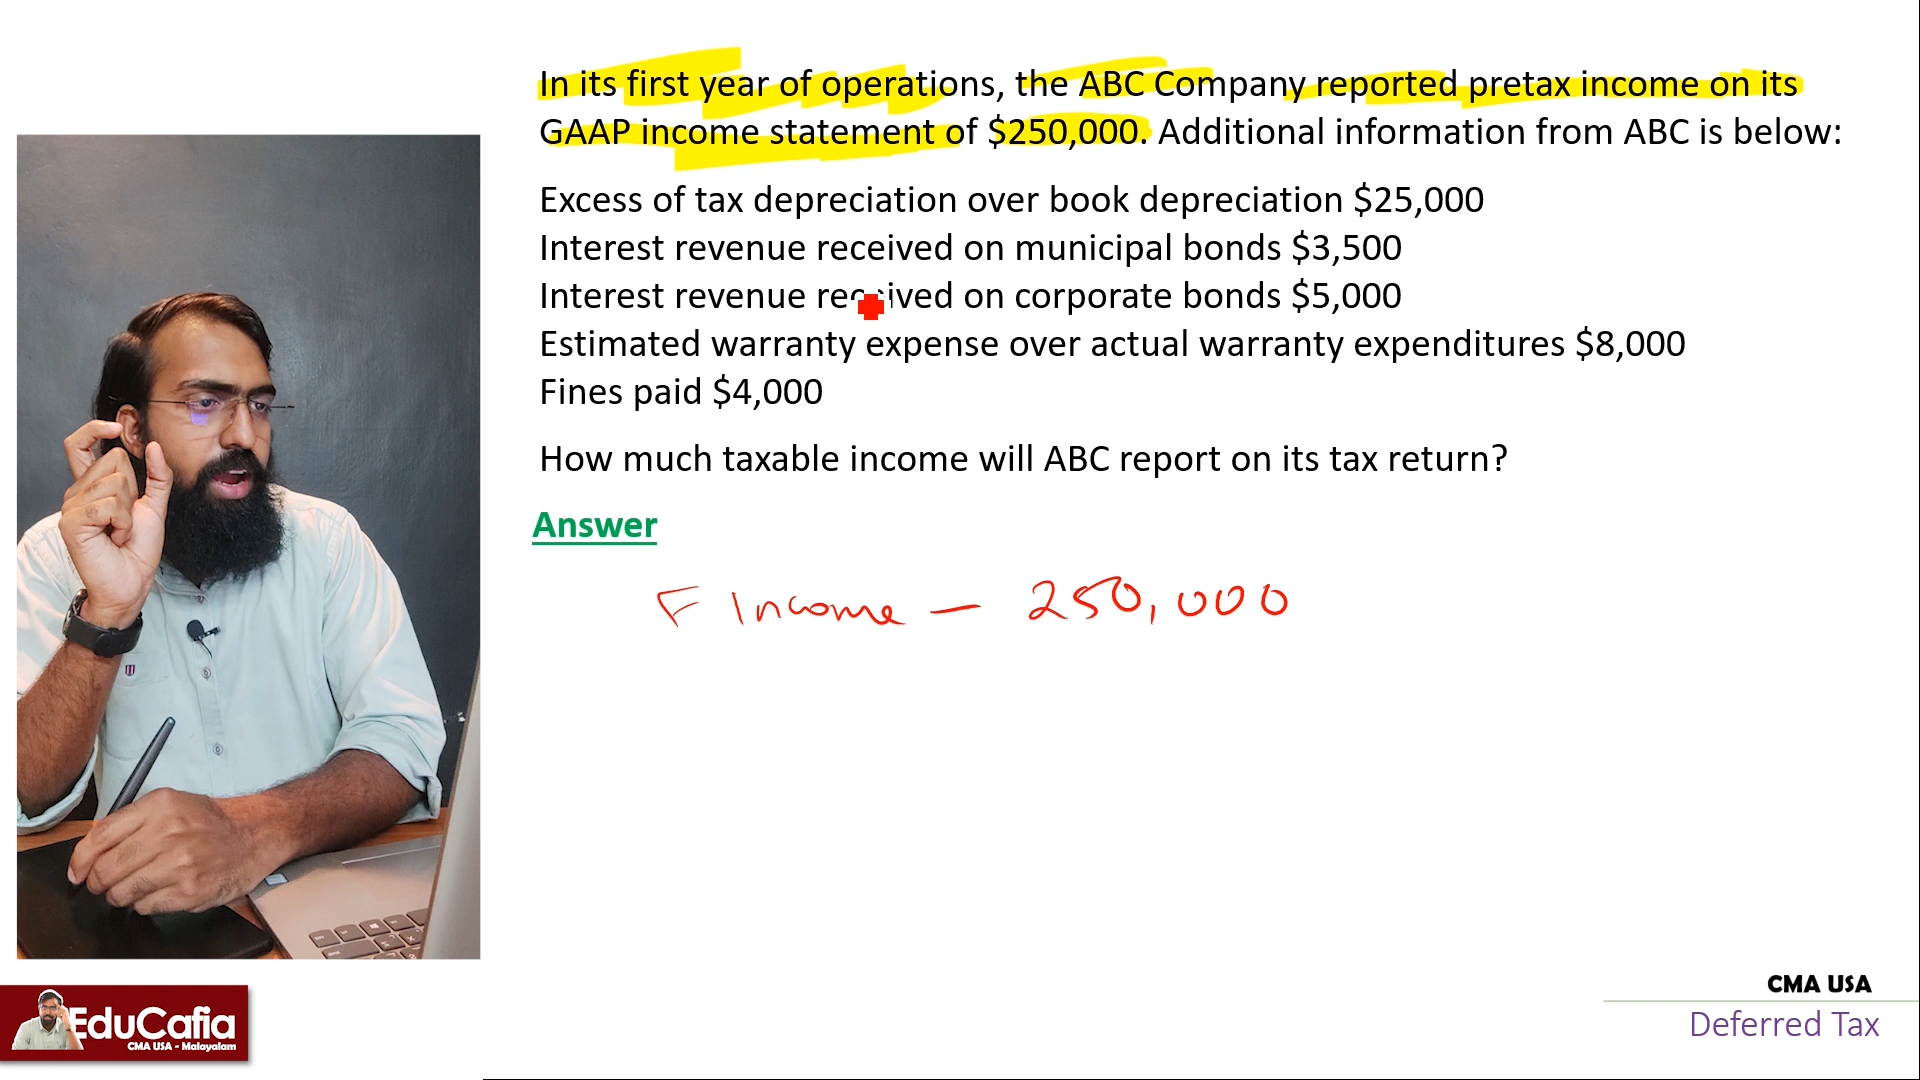 In its first year of operations, the ABC Company reported pretax income on its
GAAP income statement of $250,000. Additional information from ABC is below:
Excess of tax depreciation over book depreciation $25,000
Interest revenue received on municipal bonds $3,500
Interest revenue received on corporate bonds $5,000
Estimated warranty expense over actual warranty expenditures $8,000
Fines paid $4,000
How much taxable income will ABC report on its tax return?
Answer
F Income — 250,000
EduCafia
CMA USA - Malayalam
CMA USA
Deferred Tax